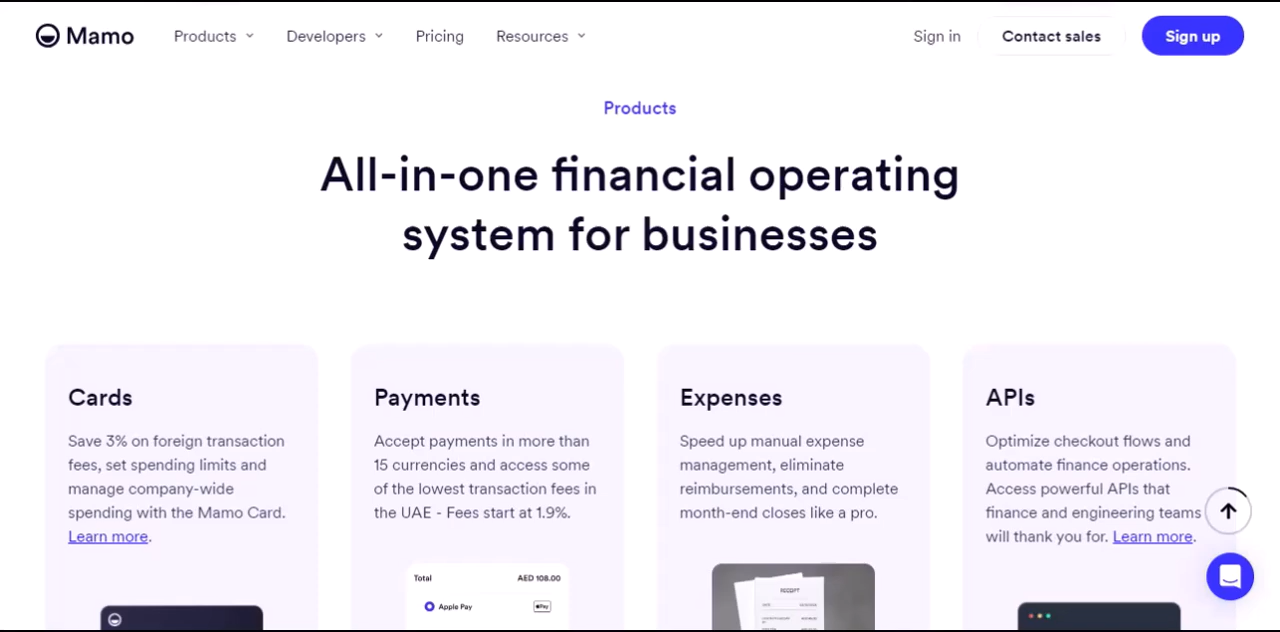 Mamo
Products
Developers
Pricing
Resources
Sign in
Contact sales
Sign up
Products
All-in-one financial operating
system for businesses
Cards
Save 3% on foreign transaction
fees, set spending limits and
manage company-wide
spending with the Mamo Card.
Learn more.
Payments
Accept payments in more than
15 currencies and access some
of the lowest transaction fees in
the UAE - Fees start at 1.9%.
Total AED 108.00
Apple Pay
Pay
Expenses
Speed up manual expense
management, eliminate
reimbursements, and complete
month-end closes like a pro.
RECEIPT
APIs
Optimize checkout flows and
automate finance operations.
Access powerful APIs that
finance and engineering teams
will thank you for. Learn more.